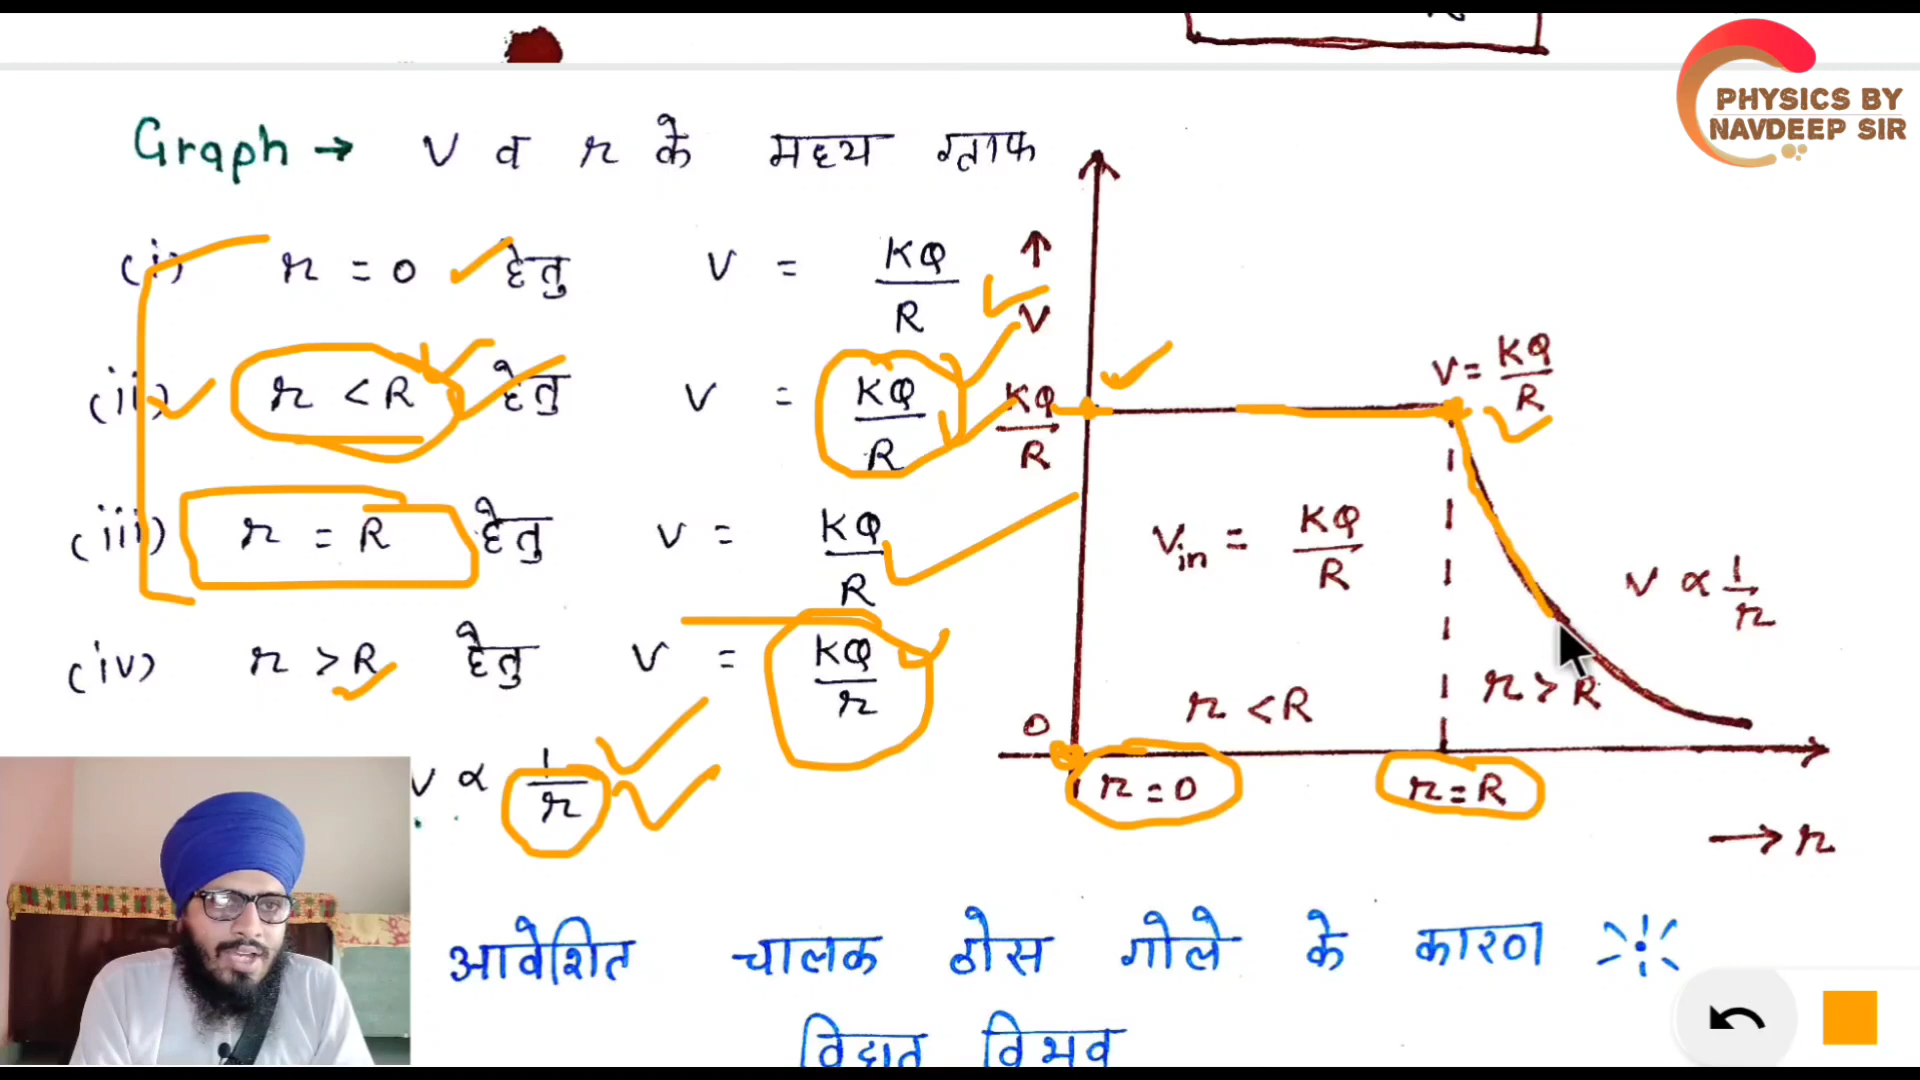 PHYSICS BY
NAVDEEP SIR
Graph → V व r के मध्य ग्राफ
(i) r = 0 हेतु V = KQ/R
(ii) r < R हेतु V = KQ/R
(iii) r = R हेतु V = KQ/R
(iv) r > R हेतु V = KQ/r
V ∝ 1/r
↑
V
KQ/R
V = KQ/R
Vin = KQ/R
V ∝ 1/r
r < R
r > R
0
r = 0
r = R
→ r
आवेशित चालक ठोस गोले के कारण
विद्युत विभव